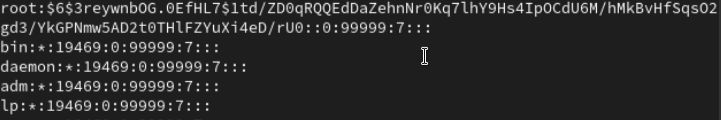 root:$6$3reywnbOG.0EfHL7$1td/ZD0qRQQEdDaZehnNr0Kq7lhY9Hs4IpOCdU6M/hMkBvHfSqsO2
gd3/YkGPNmw5AD2t0THlFZYuXi4eD/rU0::0:99999:7:::
bin:*:19469:0:99999:7:::
daemon:*:19469:0:99999:7:::
adm:*:19469:0:99999:7:::
lp:*:19469:0:99999:7:::